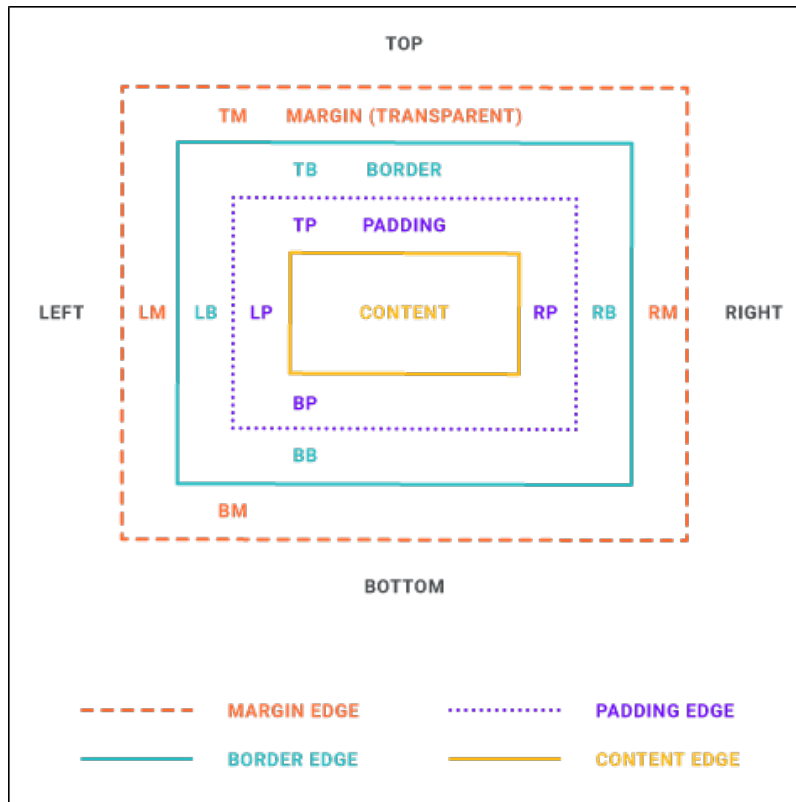 TOP
TM MARGIN (TRANSPARENT)
TB BORDER
TP PADDING
LEFT LM LB LP CONTENT RP RB RM RIGHT
BP
BB
BM
BOTTOM
MARGIN EDGE PADDING EDGE
BORDER EDGE CONTENT EDGE